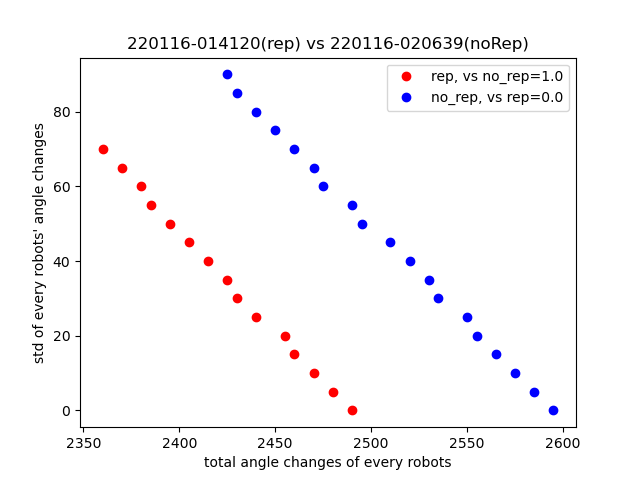 220116-014120(rep) vs 220116-020639(noRep)
rep, vs no_rep=1.0
no_rep, vs rep=0.0
std of every robots' angle changes
80
60
40
20
0
2350 2400 2450 2500 2550 2600
total angle changes of every robots